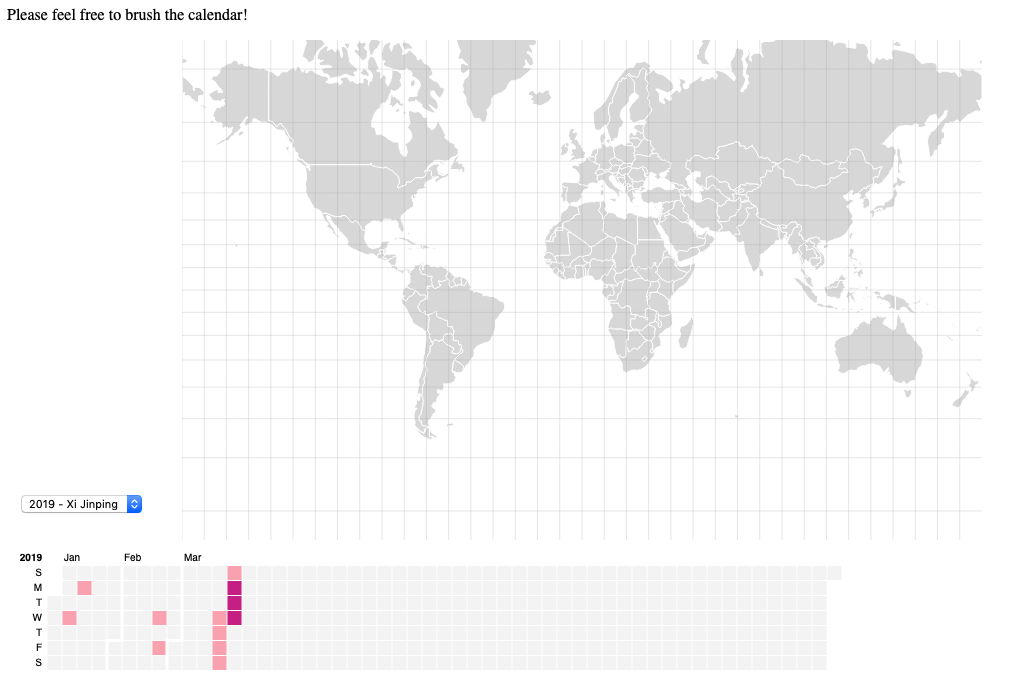 Please feel free to brush the calendar!
2019 - Xi Jinping
2019 Jan Feb Mar
S
M
T
W
T
F
S